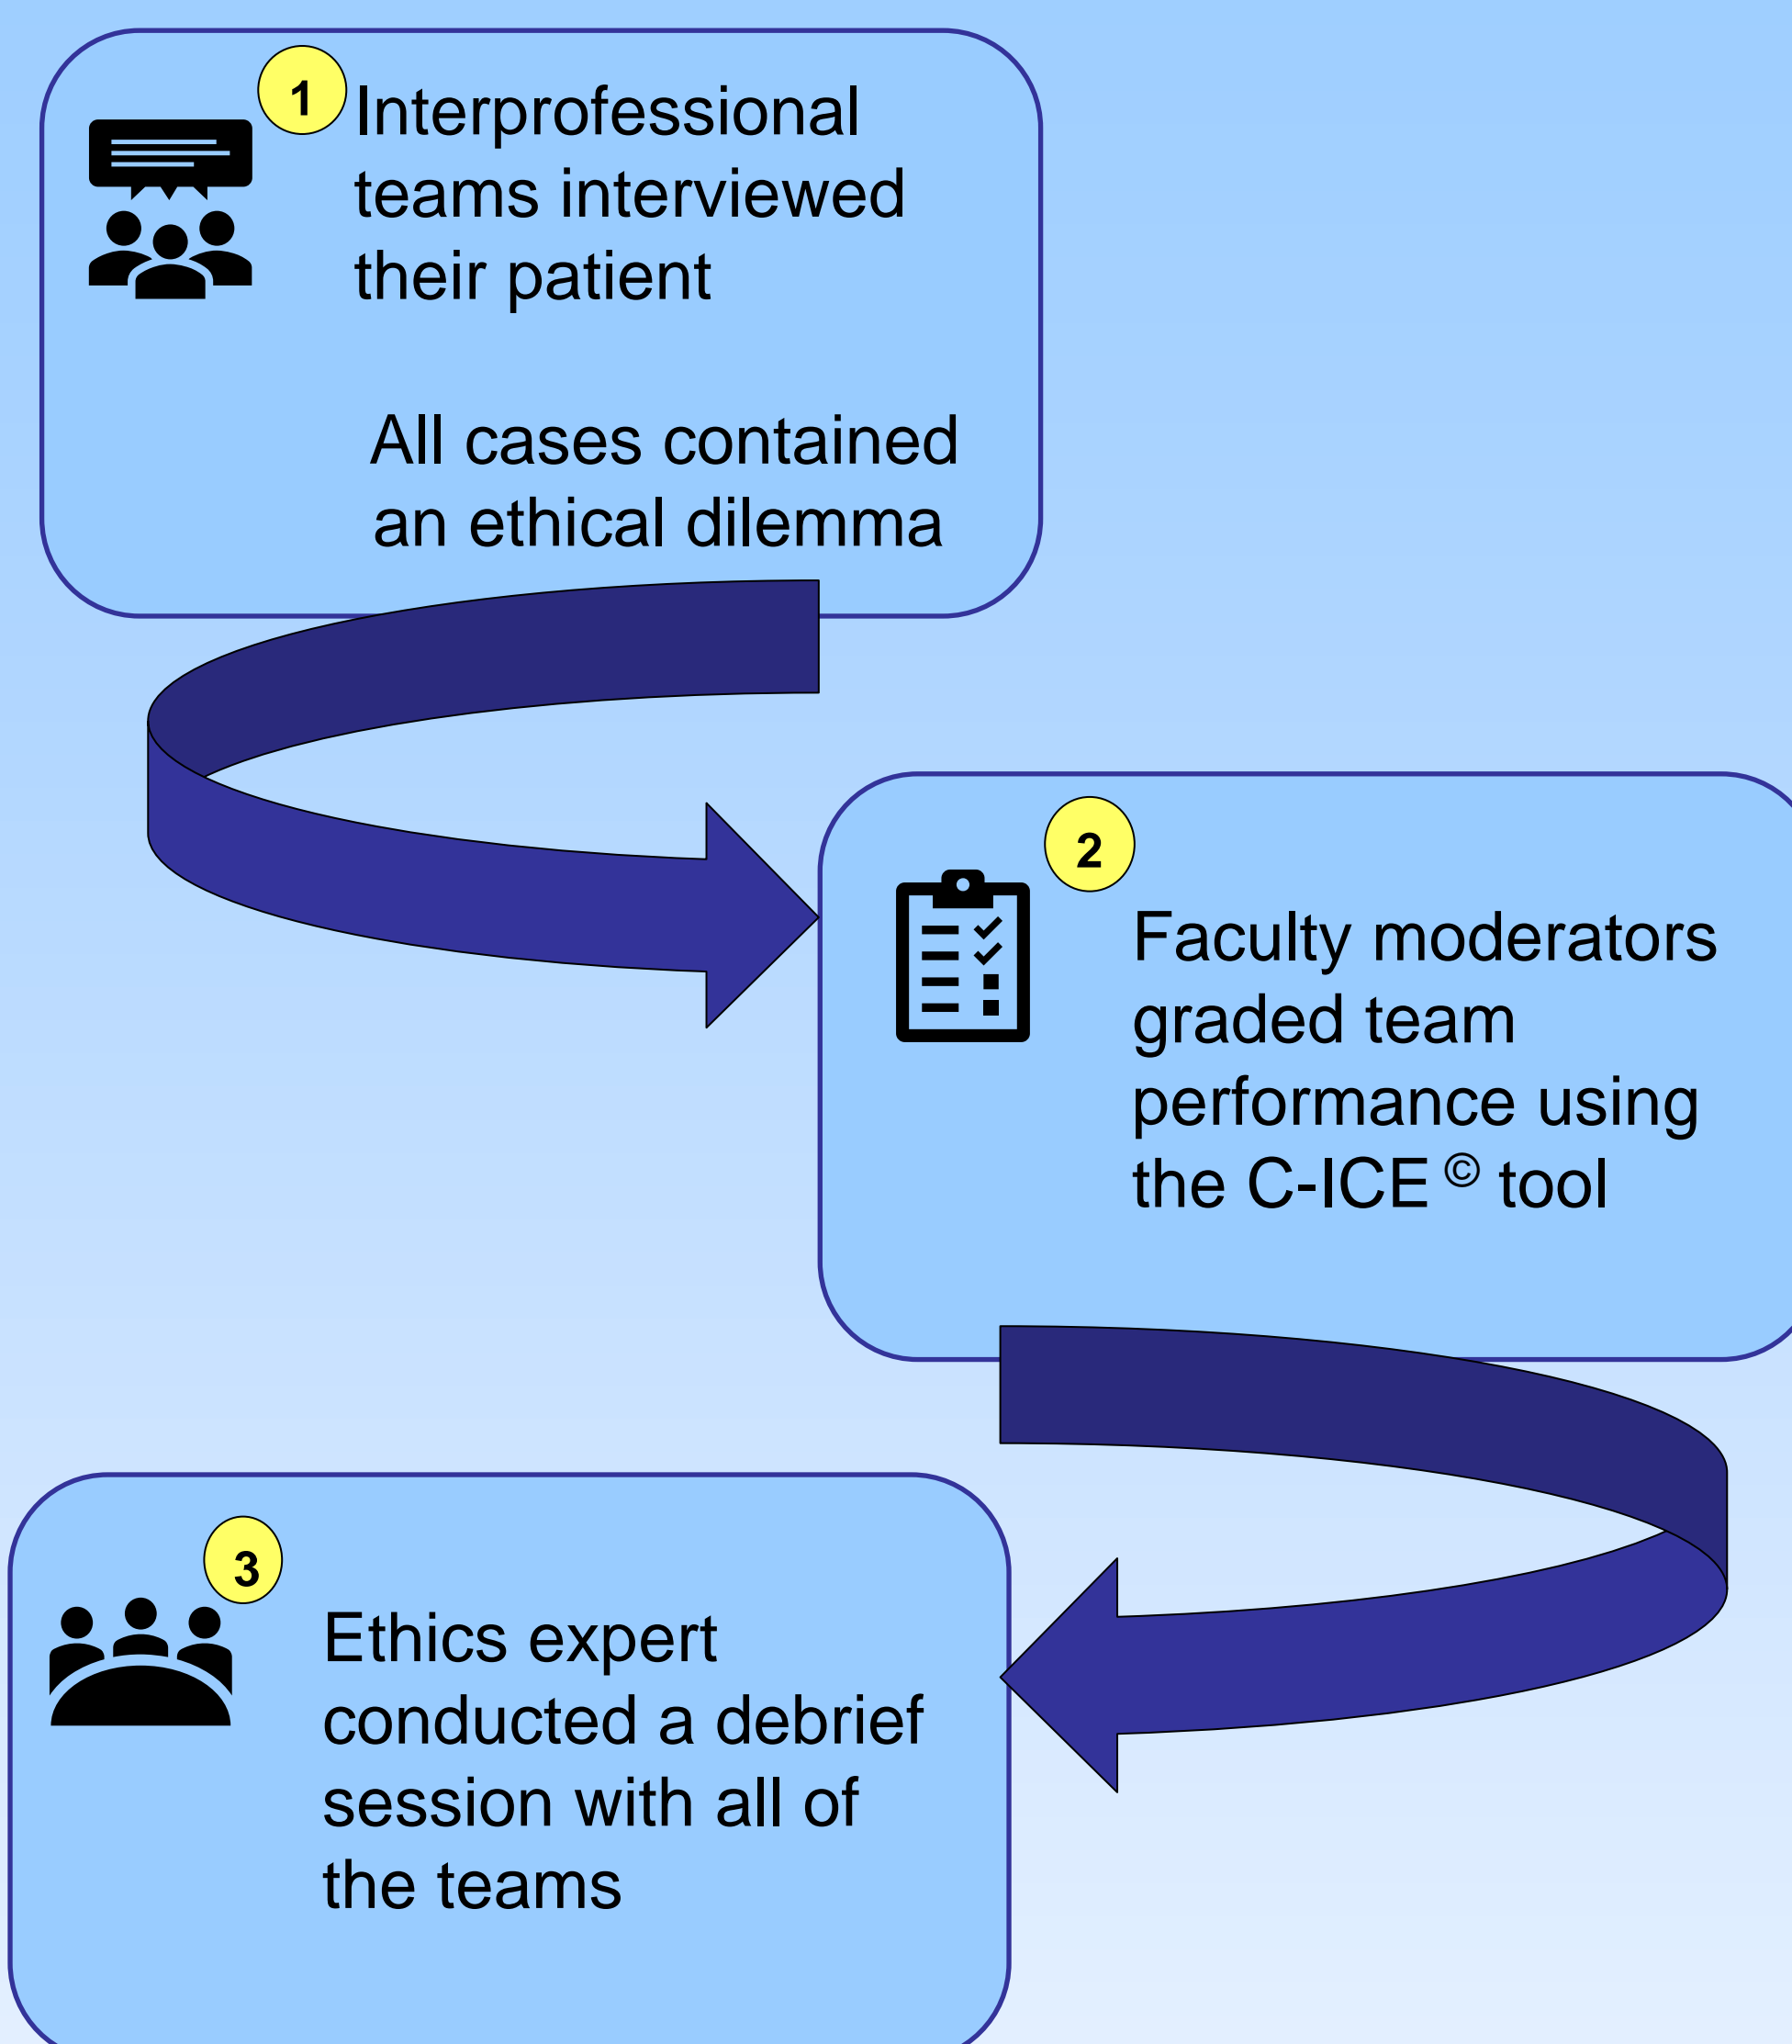 1
Interprofessional
teams interviewed
their patient
All cases contained
an ethical dilemma
2
Faculty moderators
graded team
performance using
the C-ICE © tool
3
Ethics expert
conducted a debrief
session with all of
the teams